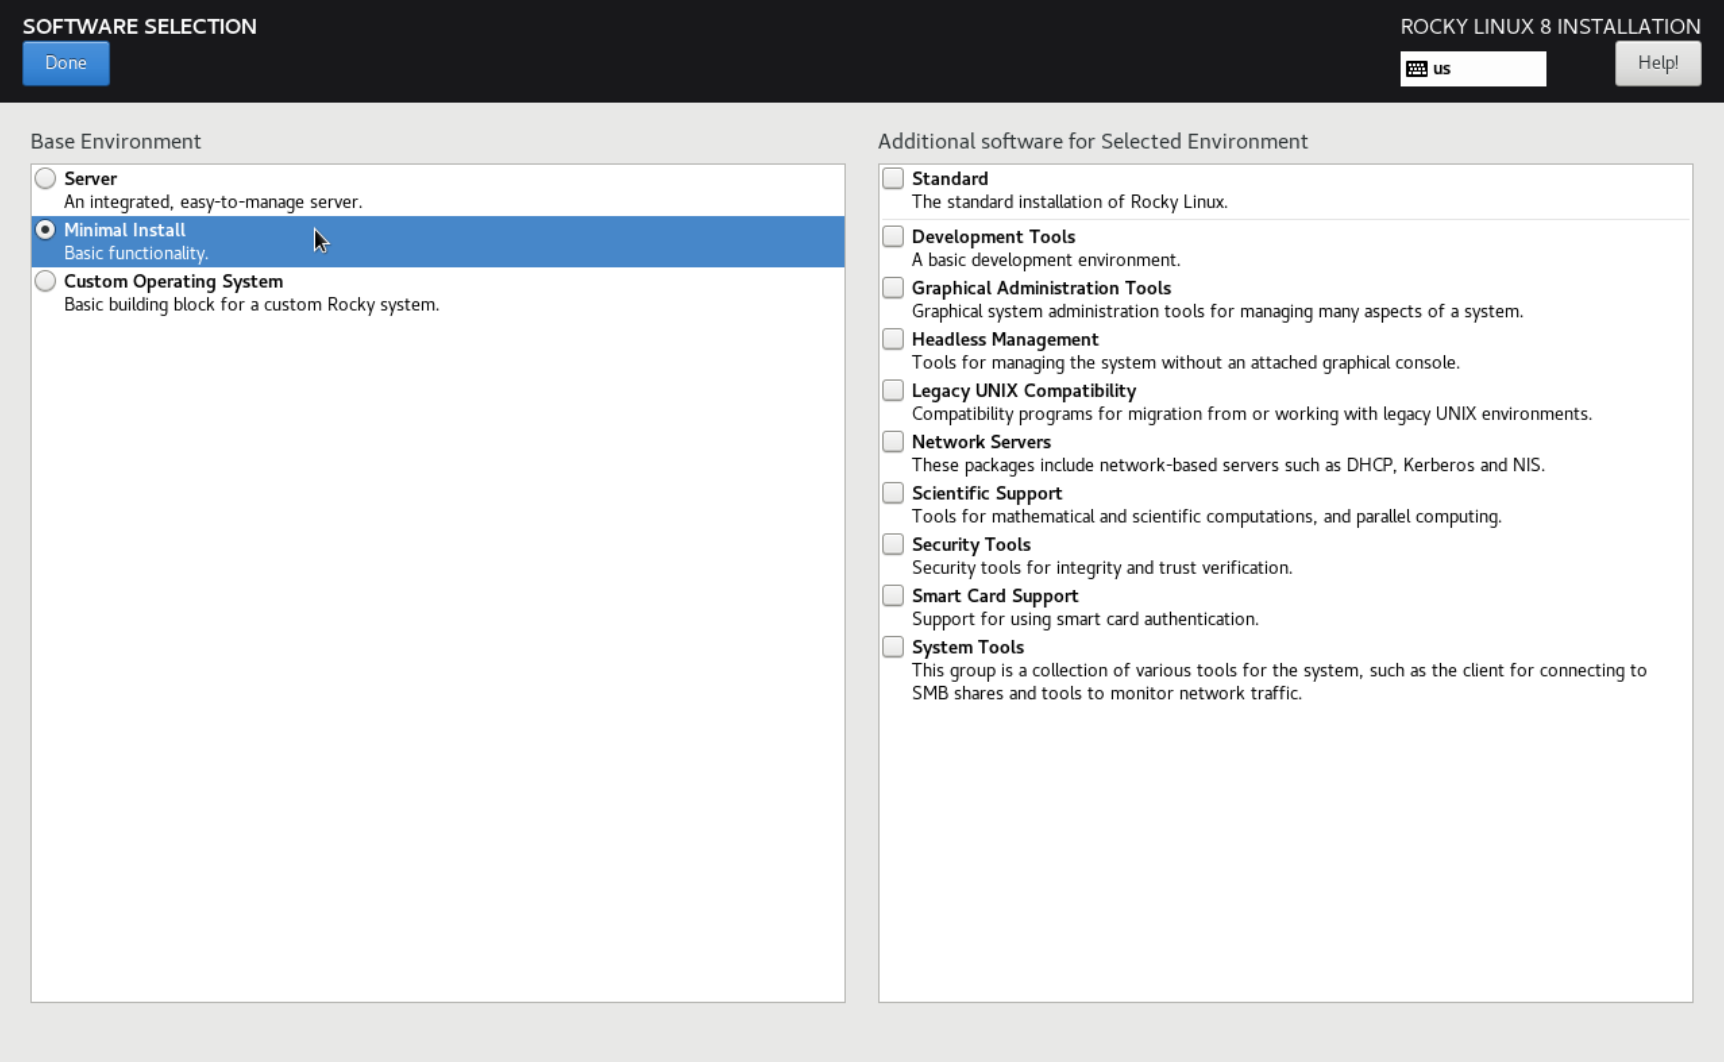 SOFTWARE SELECTION
ROCKY LINUX 8 INSTALLATION
Done
us
Help!
Base Environment
Server
An integrated, easy-to-manage server.
Minimal Install
Basic functionality.
Custom Operating System
Basic building block for a custom Rocky system.
Additional software for Selected Environment
Standard
The standard installation of Rocky Linux.
Development Tools
A basic development environment.
Graphical Administration Tools
Graphical system administration tools for managing many aspects of a system.
Headless Management
Tools for managing the system without an attached graphical console.
Legacy UNIX Compatibility
Compatibility programs for migration from or working with legacy UNIX environments.
Network Servers
These packages include network-based servers such as DHCP, Kerberos and NIS.
Scientific Support
Tools for mathematical and scientific computations, and parallel computing.
Security Tools
Security tools for integrity and trust verification.
Smart Card Support
Support for using smart card authentication.
System Tools
This group is a collection of various tools for the system, such as the client for connecting to
SMB shares and tools to monitor network traffic.